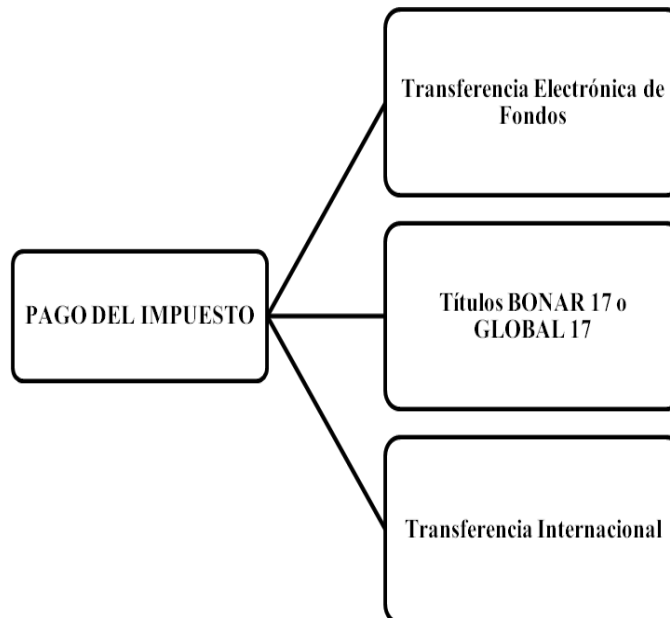 PAGO DEL IMPUESTO
Transferencia Electrónica de
Fondos
Títulos BONAR 17 o
GLOBAL 17
Transferencia Internacional